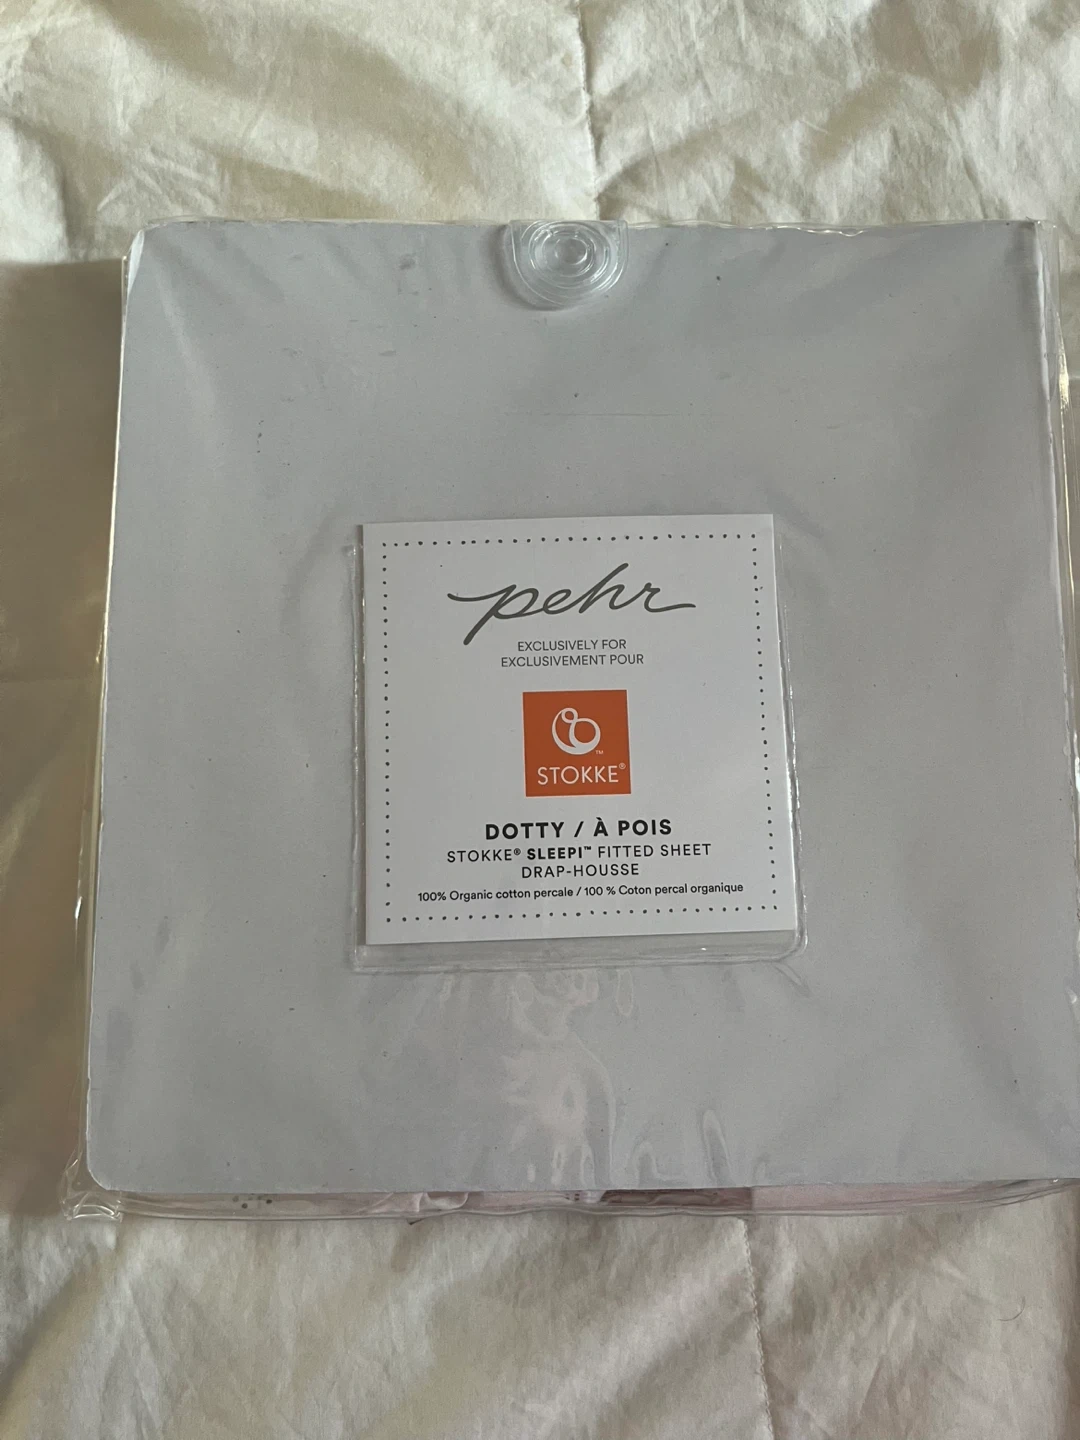 pehr
EXCLUSIVELY FOR
EXCLUSIVEMENT POUR
™
STOKKE®
DOTTY / À POIS
STOKKE® SLEEPI™ FITTED SHEET
DRAP-HOUSSE
100% Organic cotton percale / 100 % Coton percal organique